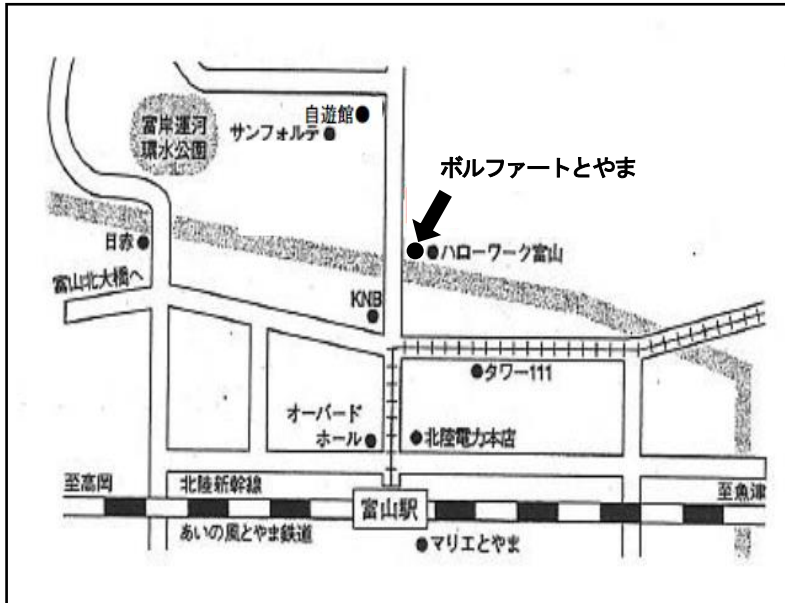 自遊館
富岸運河
環水公園
サンフォルテ
ボルファートとやま
日赤
ハローワーク富山
富山北大橋へ
KNB
タワー111
オーバード
ホール
北陸電力本店
至高岡
北陸新幹線
至魚津
富山駅
あいの風とやま鉄道
マリエとやま